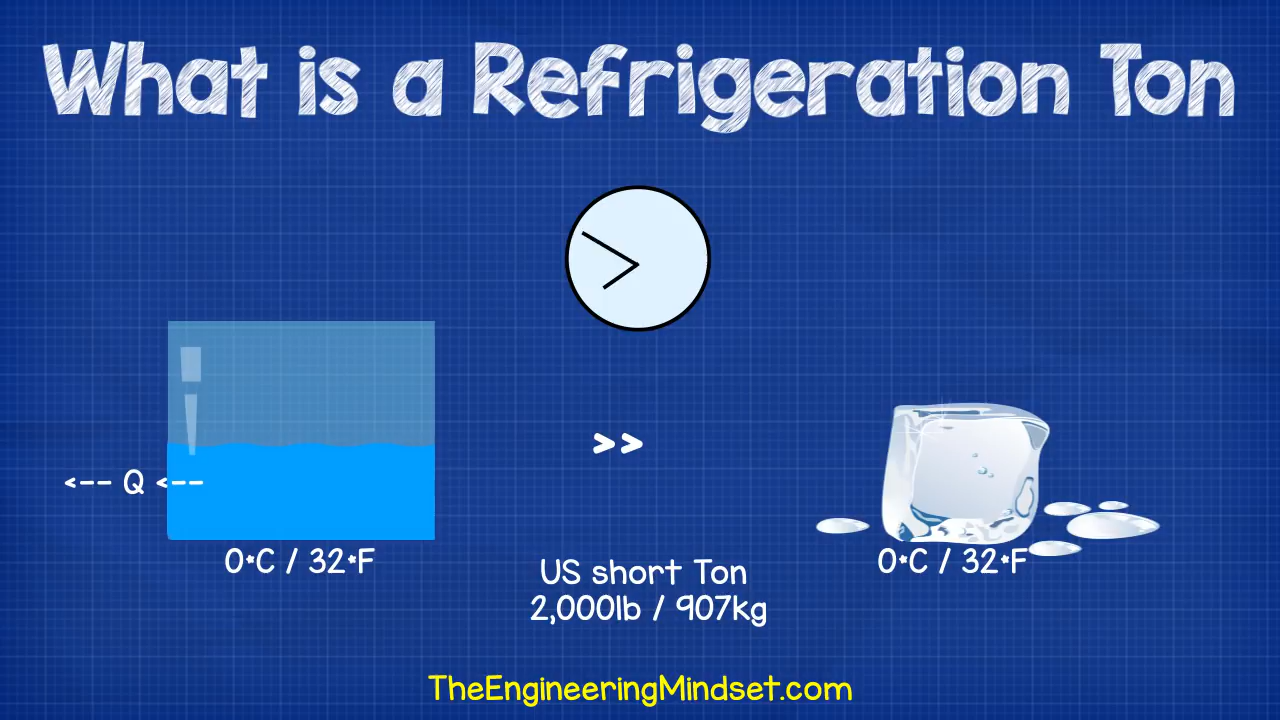 What is a Refrigeration Ton
>>
<-- Q <--
0°C / 32°F
0°C / 32°F
US short Ton
2,000lb / 907kg
TheEngineeringMindset.com